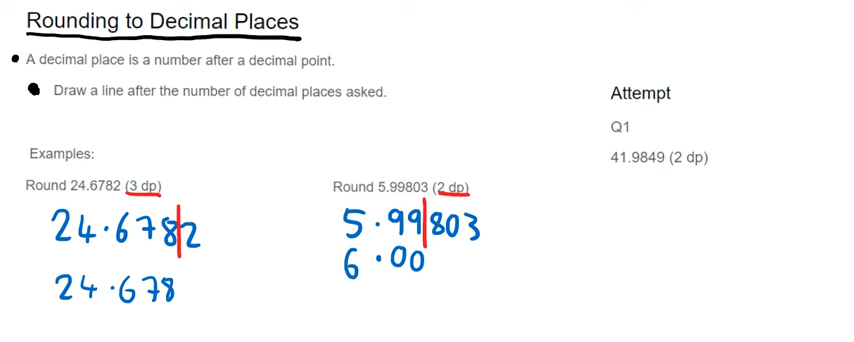 Rounding to Decimal Places
A decimal place is a number after a decimal point.
Draw a line after the number of decimal places asked.
Examples:
Round 24.6782 (3 dp)
24.678|2
24.678
Round 5.99803 (2 dp)
5.99|803
6.00
Attempt
Q1
41.9849 (2 dp)